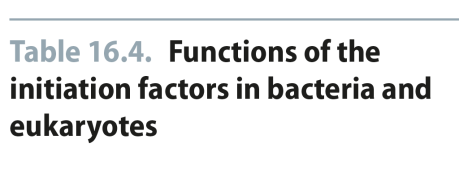 Table 16.4. Functions of the
initiation factors in bacteria and
eukaryotes